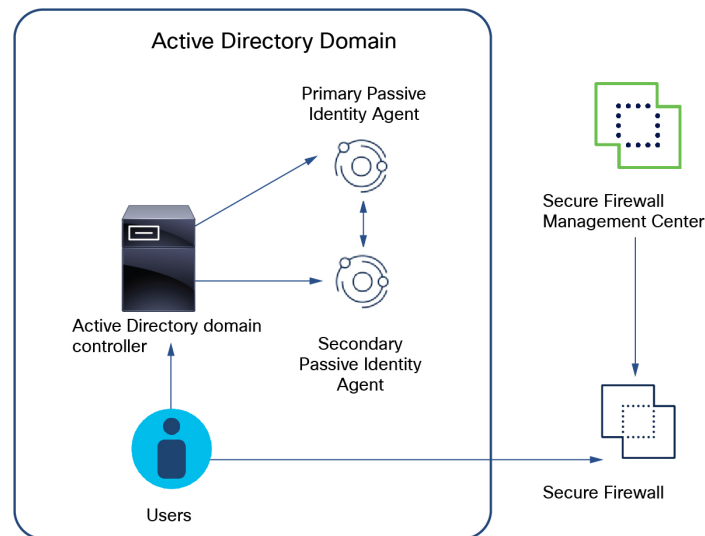 Active Directory Domain
Primary Passive
Identity Agent
Secure Firewall
Management Center
Active Directory domain
controller
Secondary
Passive Identity
Agent
Users
Secure Firewall